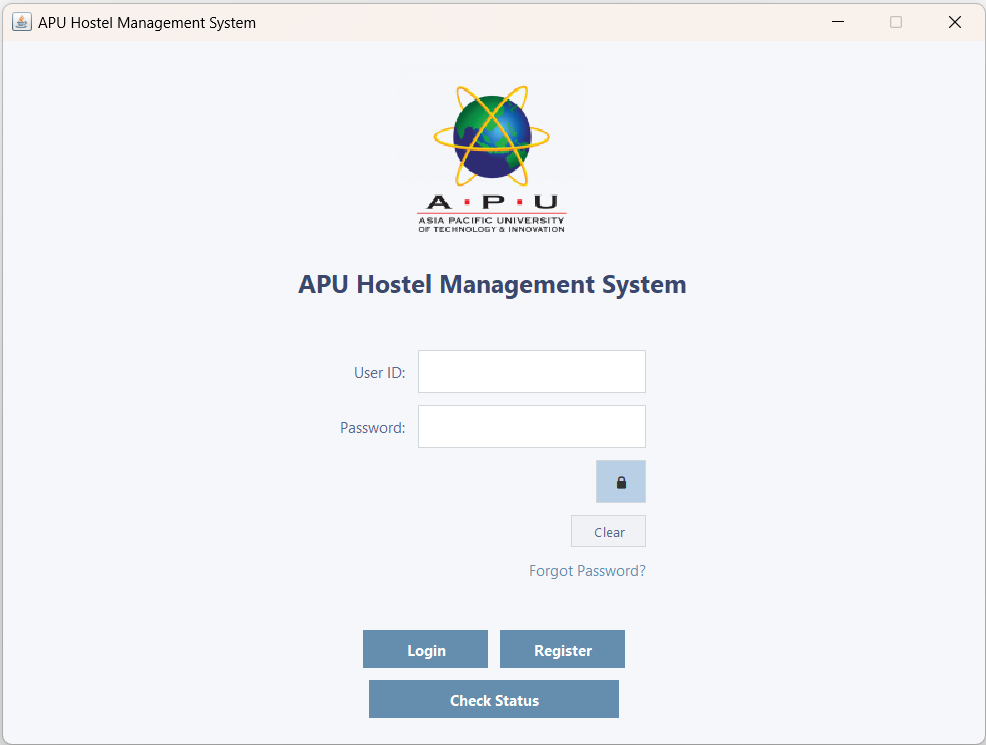 APU Hostel Management System
A · P · U
ASIA PACIFIC UNIVERSITY
OF TECHNOLOGY & INNOVATION
APU Hostel Management System
User ID:
Password:
Clear
Forgot Password?
Login
Register
Check Status